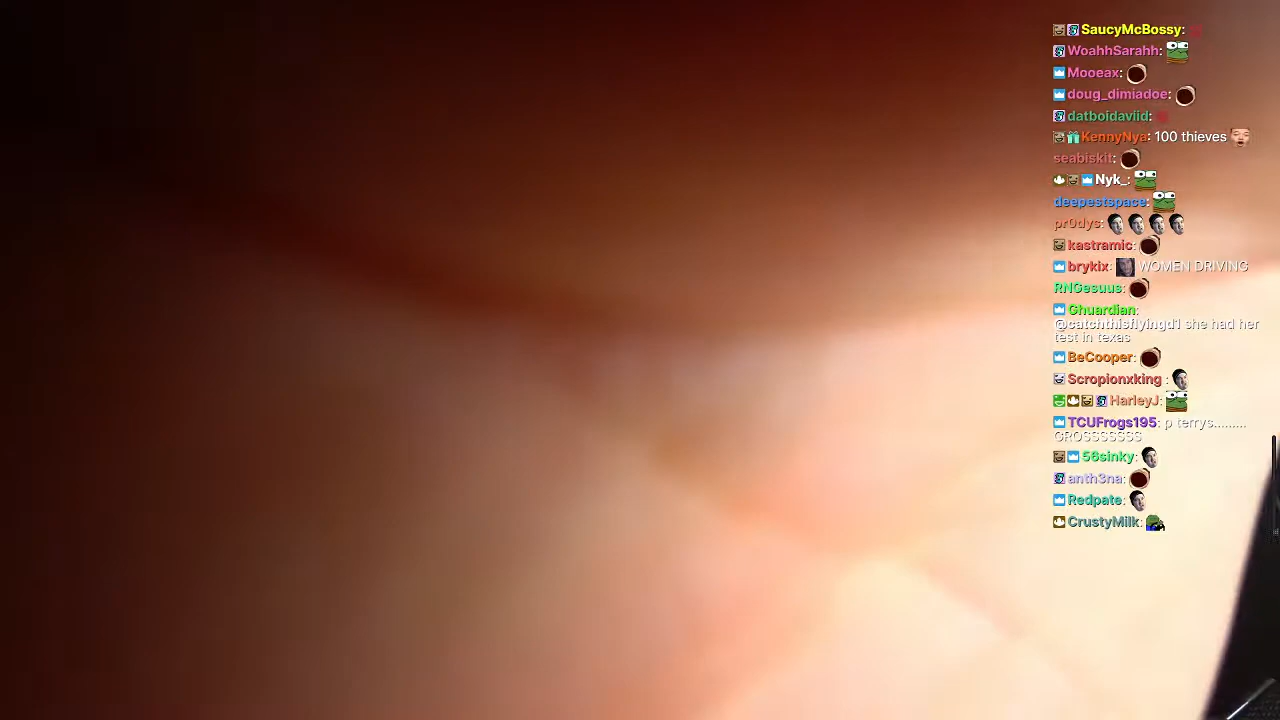 SaucyMcBossy:
WoahhSarahh:
Mooeax:
doug_dimiadoe:
datboidaviid:
KennyNya: 100 thieves
seabiskit:
Nyk_:
deepestspace:
pr0dys:
kastramic:
brykix: WOMEN DRIVING
RNGesuus:
Ghuardian:
@catchthisflyingd1 she had her
test in texas
BeCooper:
Scropionxking :
HarleyJ:
TCUFrogs195: p terrys.........
GROSSSSSSS
56sinky:
anth3na:
Redpate:
CrustyMilk: